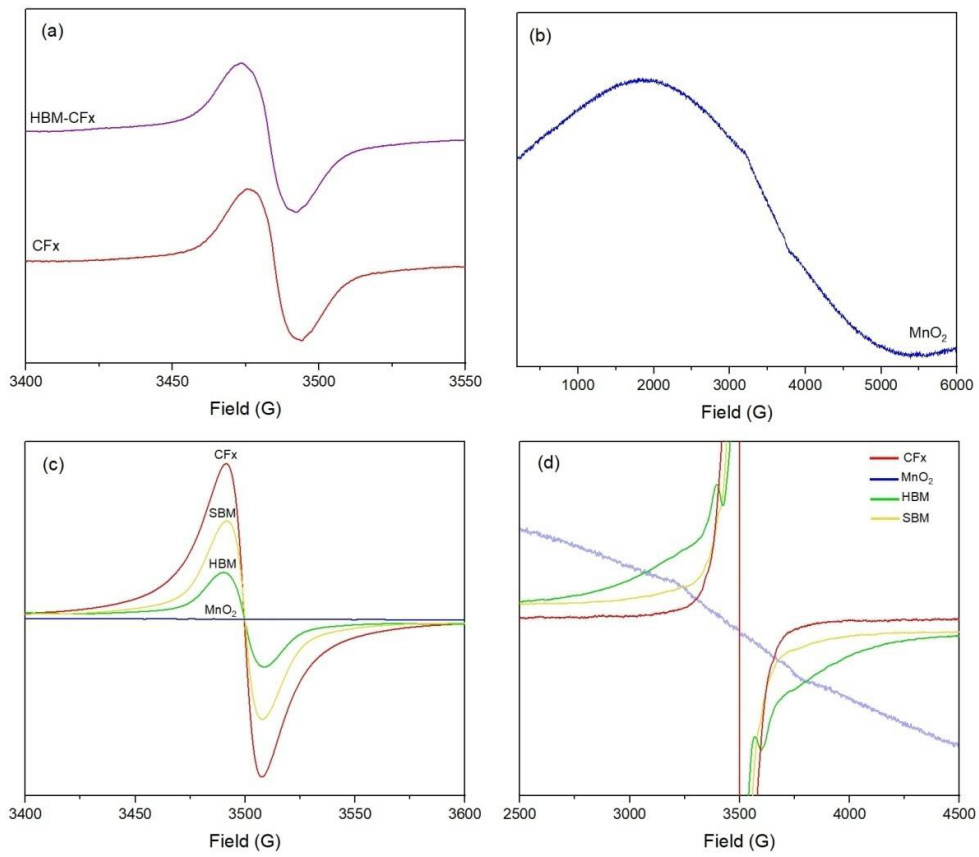 (a)
HBM-CFx
CFx
3400 3450 3500 3550
Field (G)
(b)
MnO₂
1000 2000 3000 4000 5000 6000
Field (G)
(c)
CFx
SBM
HBM
MnO₂
3400 3450 3500 3550 3600
Field (G)
(d)
CFx
MnO₂
HBM
SBM
2500 3000 3500 4000 4500
Field (G)